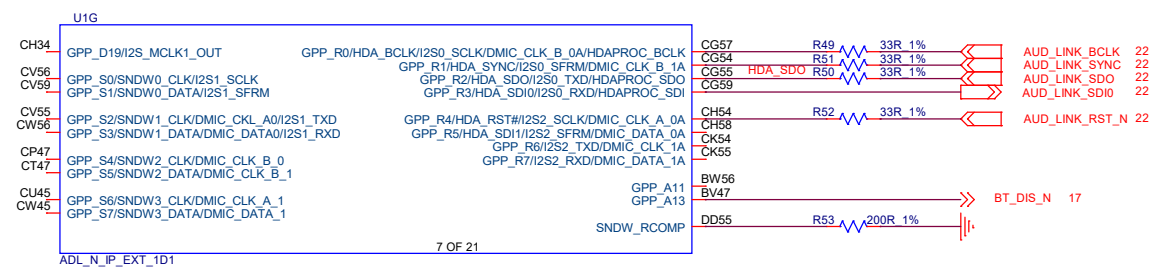 U1G
CH34 GPP_D19/I2S_MCLK1_OUT GPP_R0/HDA_BCLK/I2S0_SCLK/DMIC_CLK_B_0A/HDAPROC_BCLK CG57 R49 33R_1% AUD_LINK_BCLK 22
GPP_R1/HDA_SYNC/I2S0_SFRM/DMIC_CLK_B_1A CG54 R51 33R_1% AUD_LINK_SYNC 22
CV56 GPP_S0/SNDW0_CLK/I2S1_SCLK GPP_R2/HDA_SDO/I2S0_TXD/HDAPROC_SDO CG55 HDA_SDO R50 33R_1% AUD_LINK_SDO 22
CV59 GPP_S1/SNDW0_DATA/I2S1_SFRM GPP_R3/HDA_SDI0/I2S0_RXD/HDAPROC_SDI CG59 AUD_LINK_SDI0 22
CV55 GPP_S2/SNDW1_CLK/DMIC_CKL_A0/I2S1_TXD GPP_R4/HDA_RST#/I2S2_SCLK/DMIC_CLK_A_0A CH54 R52 33R_1% AUD_LINK_RST_N 22
CW56 GPP_S3/SNDW1_DATA/DMIC_DATA0/I2S1_RXD GPP_R5/HDA_SDI1/I2S2_SFRM/DMIC_DATA_0A CH58
GPP_R6/I2S2_TXD/DMIC_CLK_1A CK54
CP47 GPP_S4/SNDW2_CLK/DMIC_CLK_B_0 GPP_R7/I2S2_RXD/DMIC_DATA_1A CK55
CT47 GPP_S5/SNDW2_DATA/DMIC_CLK_B_1
GPP_A11 BW56
CU45 GPP_S6/SNDW3_CLK/DMIC_CLK_A_1 GPP_A13 BV47 BT_DIS_N 17
CW45 GPP_S7/SNDW3_DATA/DMIC_DATA_1
SNDW_RCOMP DD55 R53 200R_1%
7 OF 21
ADL_N_IP_EXT_1D1